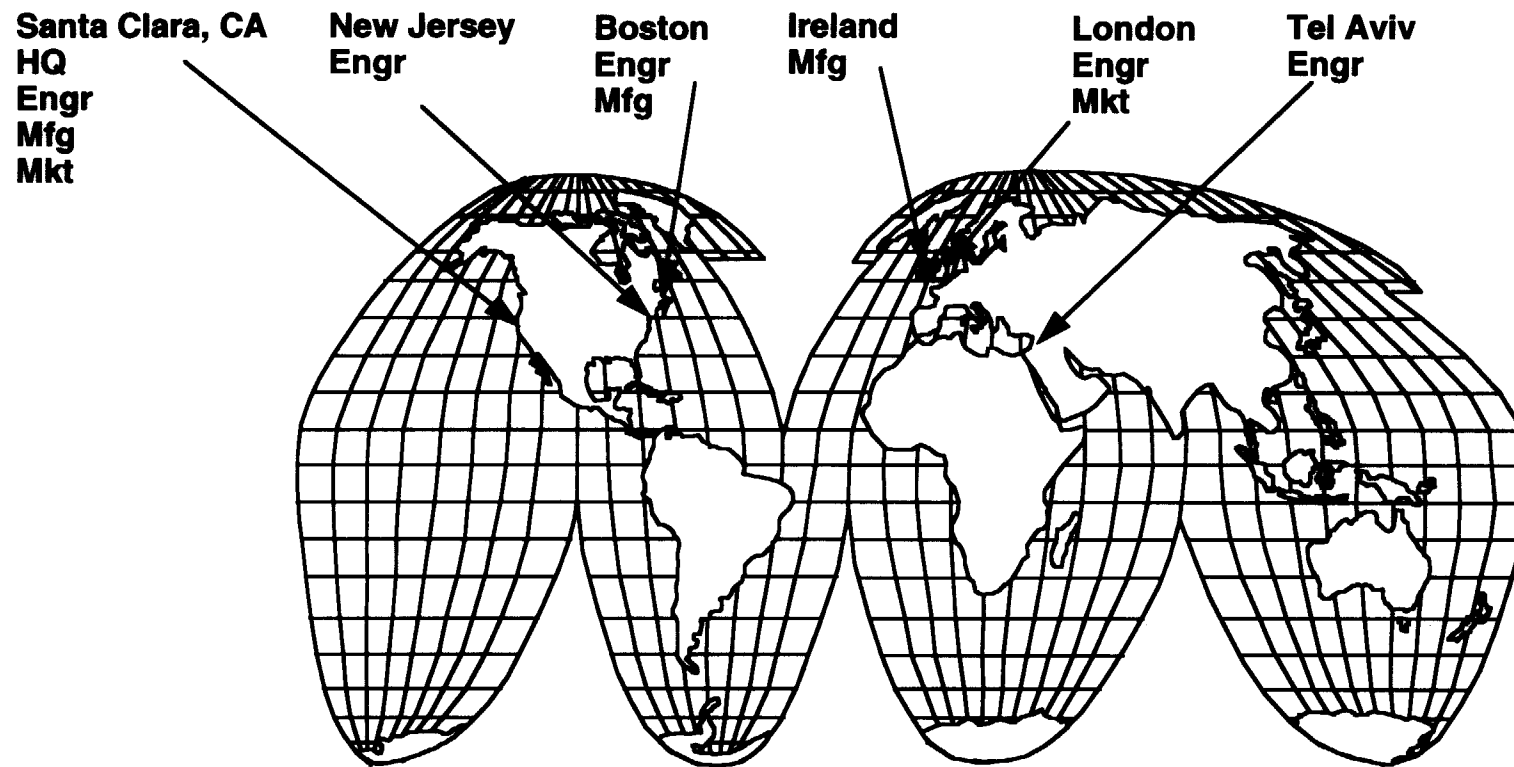 Santa Clara, CA
HQ
Engr
Mfg
Mkt
New Jersey
Engr
Boston
Engr
Mfg
Ireland
Mfg
London
Engr
Mkt
Tel Aviv
Engr